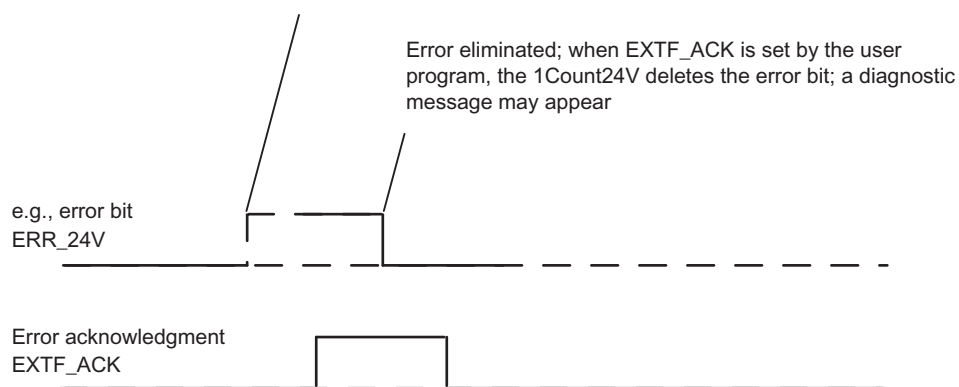 Error eliminated; when EXTF_ACK is set by the user
program, the 1Count24V deletes the error bit; a diagnostic
message may appear
e.g., error bit
ERR_24V
Error acknowledgment
EXTF_ACK